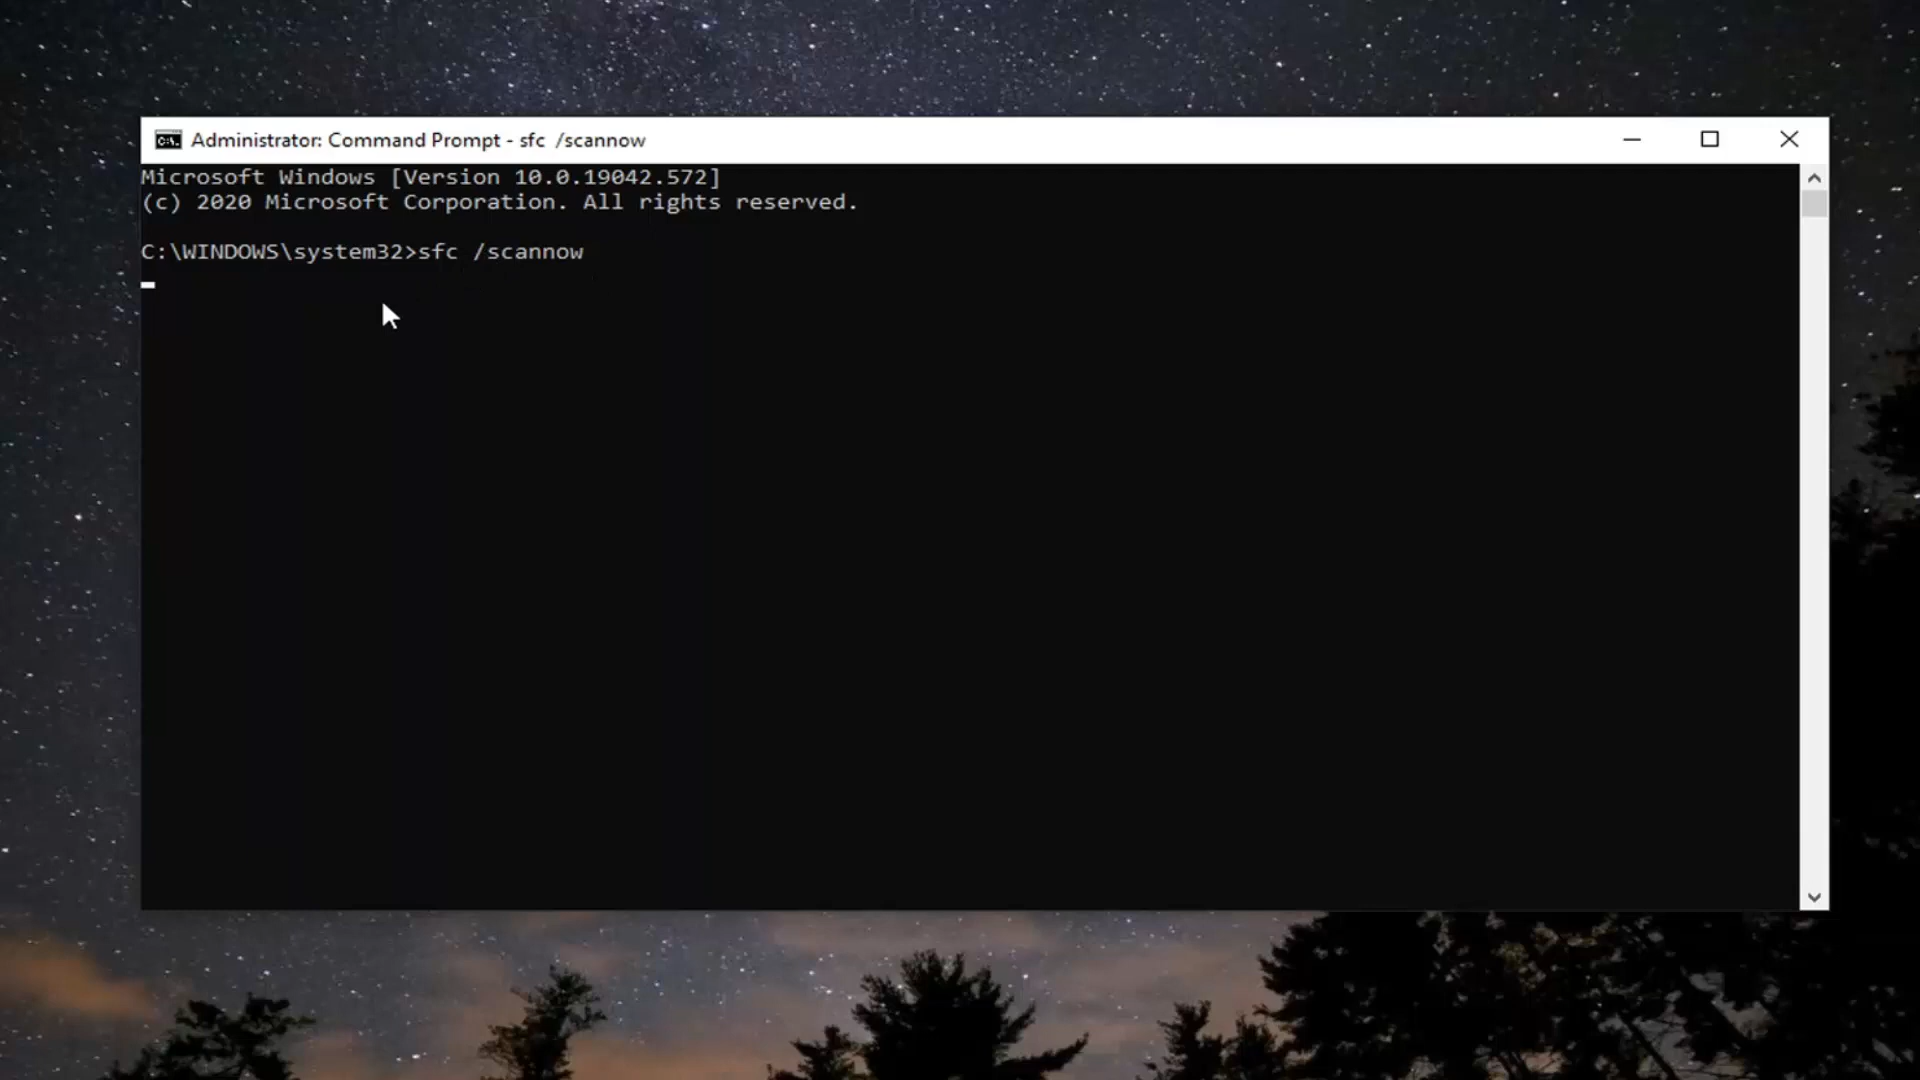 Administrator: Command Prompt - sfc  /scannow
Microsoft Windows [Version 10.0.19042.572]
(c) 2020 Microsoft Corporation. All rights reserved.
C:\WINDOWS\system32>sfc /scannow